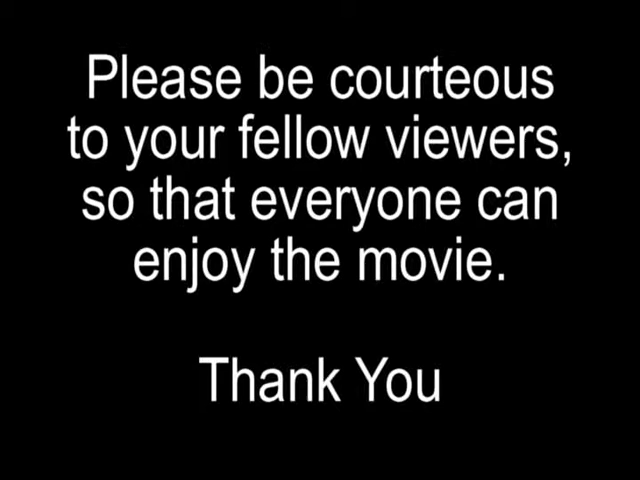 Please be courteous
to your fellow viewers,
so that everyone can
enjoy the movie.
Thank You